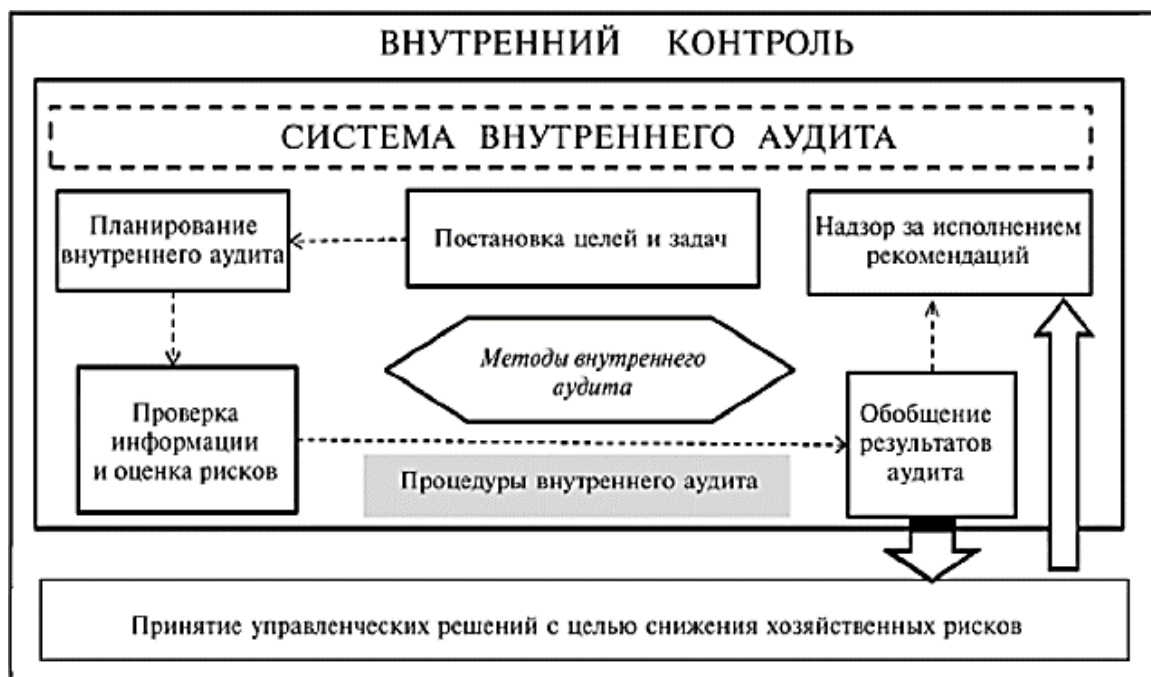 ВНУТРЕННИЙ КОНТРОЛЬ
СИСТЕМА ВНУТРЕННЕГО АУДИТА
Планирование
внутреннего аудита
Постановка целей и задач
Надзор за исполнением
рекомендаций
Методы внутреннего
аудита
Проверка
информации
и оценка рисков
Обобщение
результатов
аудита
Процедуры внутреннего аудита
Принятие управленческих решений с целью снижения хозяйственных рисков